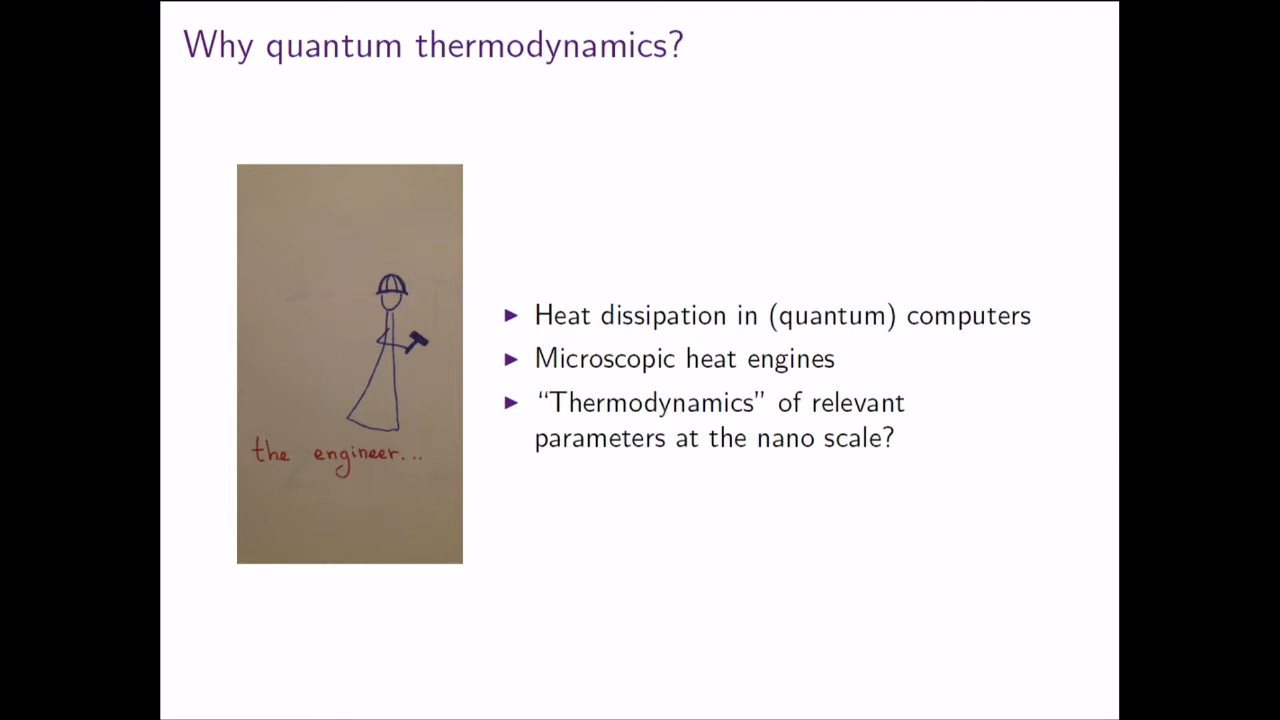 Why quantum thermodynamics?
the engineer...
Heat dissipation in (quantum) computers
Microscopic heat engines
“Thermodynamics” of relevant
parameters at the nano scale?